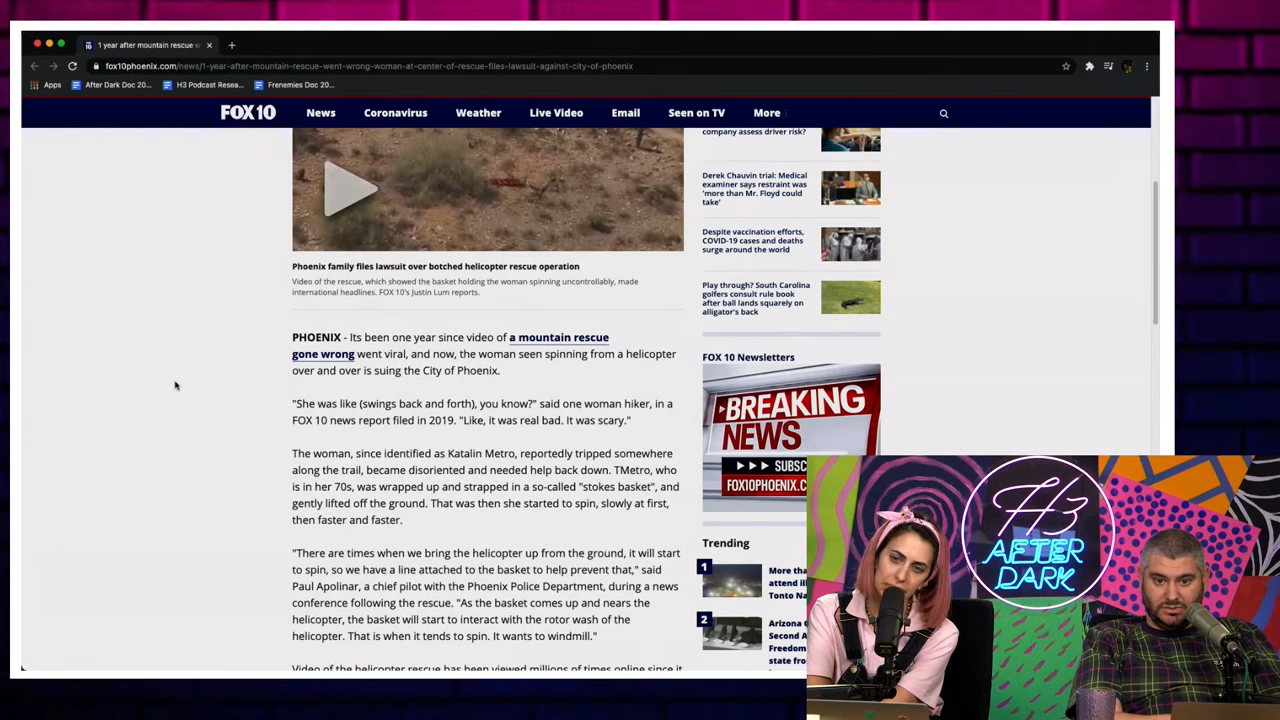 1 year after mountain rescue w
fox10phoenix.com/news/1-year-after-mountain-rescue-went-wrong-woman-at-center-of-rescue-files-lawsuit-against-city-of-phoenix
Apps After Dark Doc 20... H3 Podcast Resea... Frenemies Doc 20...
FOX 10 News Coronavirus Weather Live Video Email Seen on TV More
Phoenix family files lawsuit over botched helicopter rescue operation
Video of the rescue, which showed the basket holding the woman spinning uncontrollably, made
international headlines. FOX 10's Justin Lum reports.
PHOENIX - Its been one year since video of a mountain rescue
gone wrong went viral, and now, the woman seen spinning from a helicopter
over and over is suing the City of Phoenix.
"She was like (swings back and forth), you know?" said one woman hiker, in a
FOX 10 news report filed in 2019. "Like, it was real bad. It was scary."
The woman, since identified as Katalin Metro, reportedly tripped somewhere
along the trail, became disoriented and needed help back down. TMetro, who
is in her 70s, was wrapped up and strapped in a so-called "stokes basket", and
gently lifted off the ground. That was then she started to spin, slowly at first,
then faster and faster.
"There are times when we bring the helicopter up from the ground, it will start
to spin, so we have a line attached to the basket to help prevent that," said
Paul Apolinar, a chief pilot with the Phoenix Police Department, during a news
conference following the rescue. "As the basket comes up and nears the
helicopter, the basket will start to interact with the rotor wash of the
helicopter. That is when it tends to spin. It wants to windmill."
Video of the helicopter rescue has been viewed millions of times online since it
company assess driver risk?
Derek Chauvin trial: Medical
examiner says restraint was
'more than Mr. Floyd could
take'
Despite vaccination efforts,
COVID-19 cases and deaths
surge around the world
Play through? South Carolina
golfers consult rule book
after ball lands squarely on
alligator's back
FOX 10 Newsletters
BREAKING
NEWS
SUBSC
FOX10PHOENIX.C
Trending
1
More tha
attend ill
Tonto Na
2
Arizona G
Second A
Freedom
state from
H3
AFTER
DARK